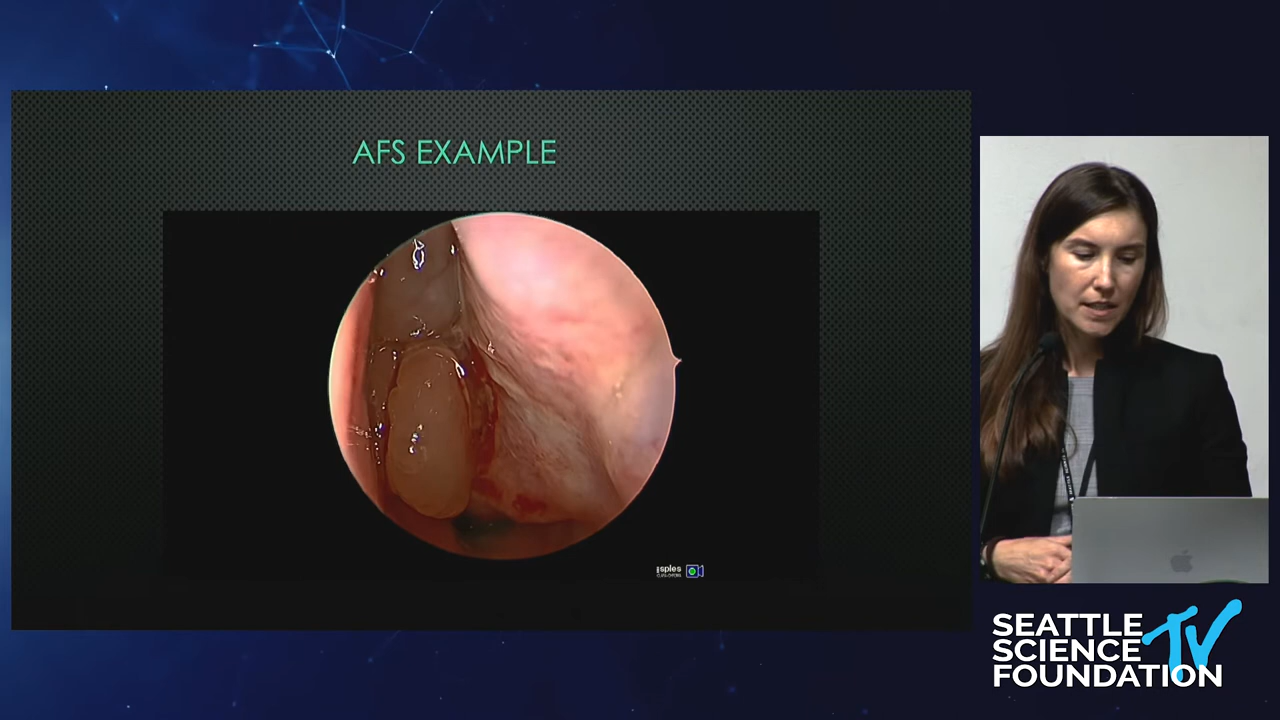 AFS EXAMPLE
SEATTLE
SCIENCE
FOUNDATION
TV